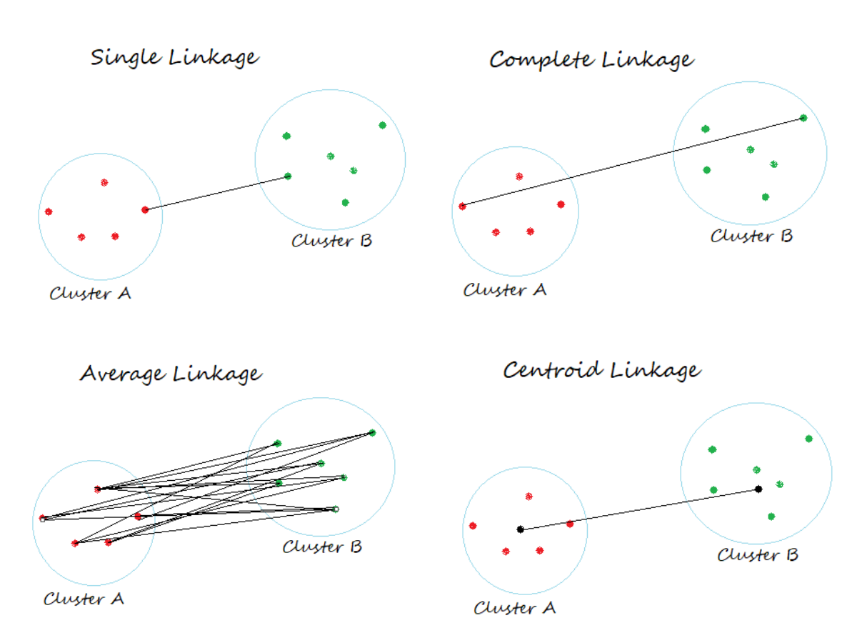 Single Linkage
Complete Linkage
Cluster B
Cluster A
Cluster B
Cluster A
Average Linkage
Centroid Linkage
Cluster B
Cluster A
Cluster B
Cluster A